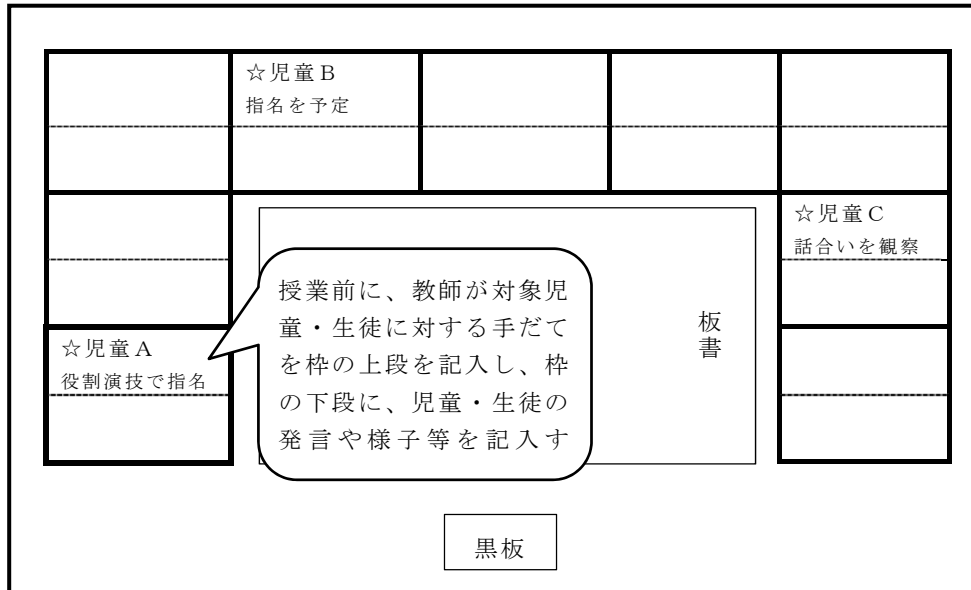 ☆児童B
指名を予定
☆児童C
話合いを観察
授業前に、教師が対象児
童・生徒に対する手だて
を枠の上段を記入し、枠
の下段に、児童・生徒の
発言や様子等を記入す
板書
☆児童A
役割演技で指名
黒板